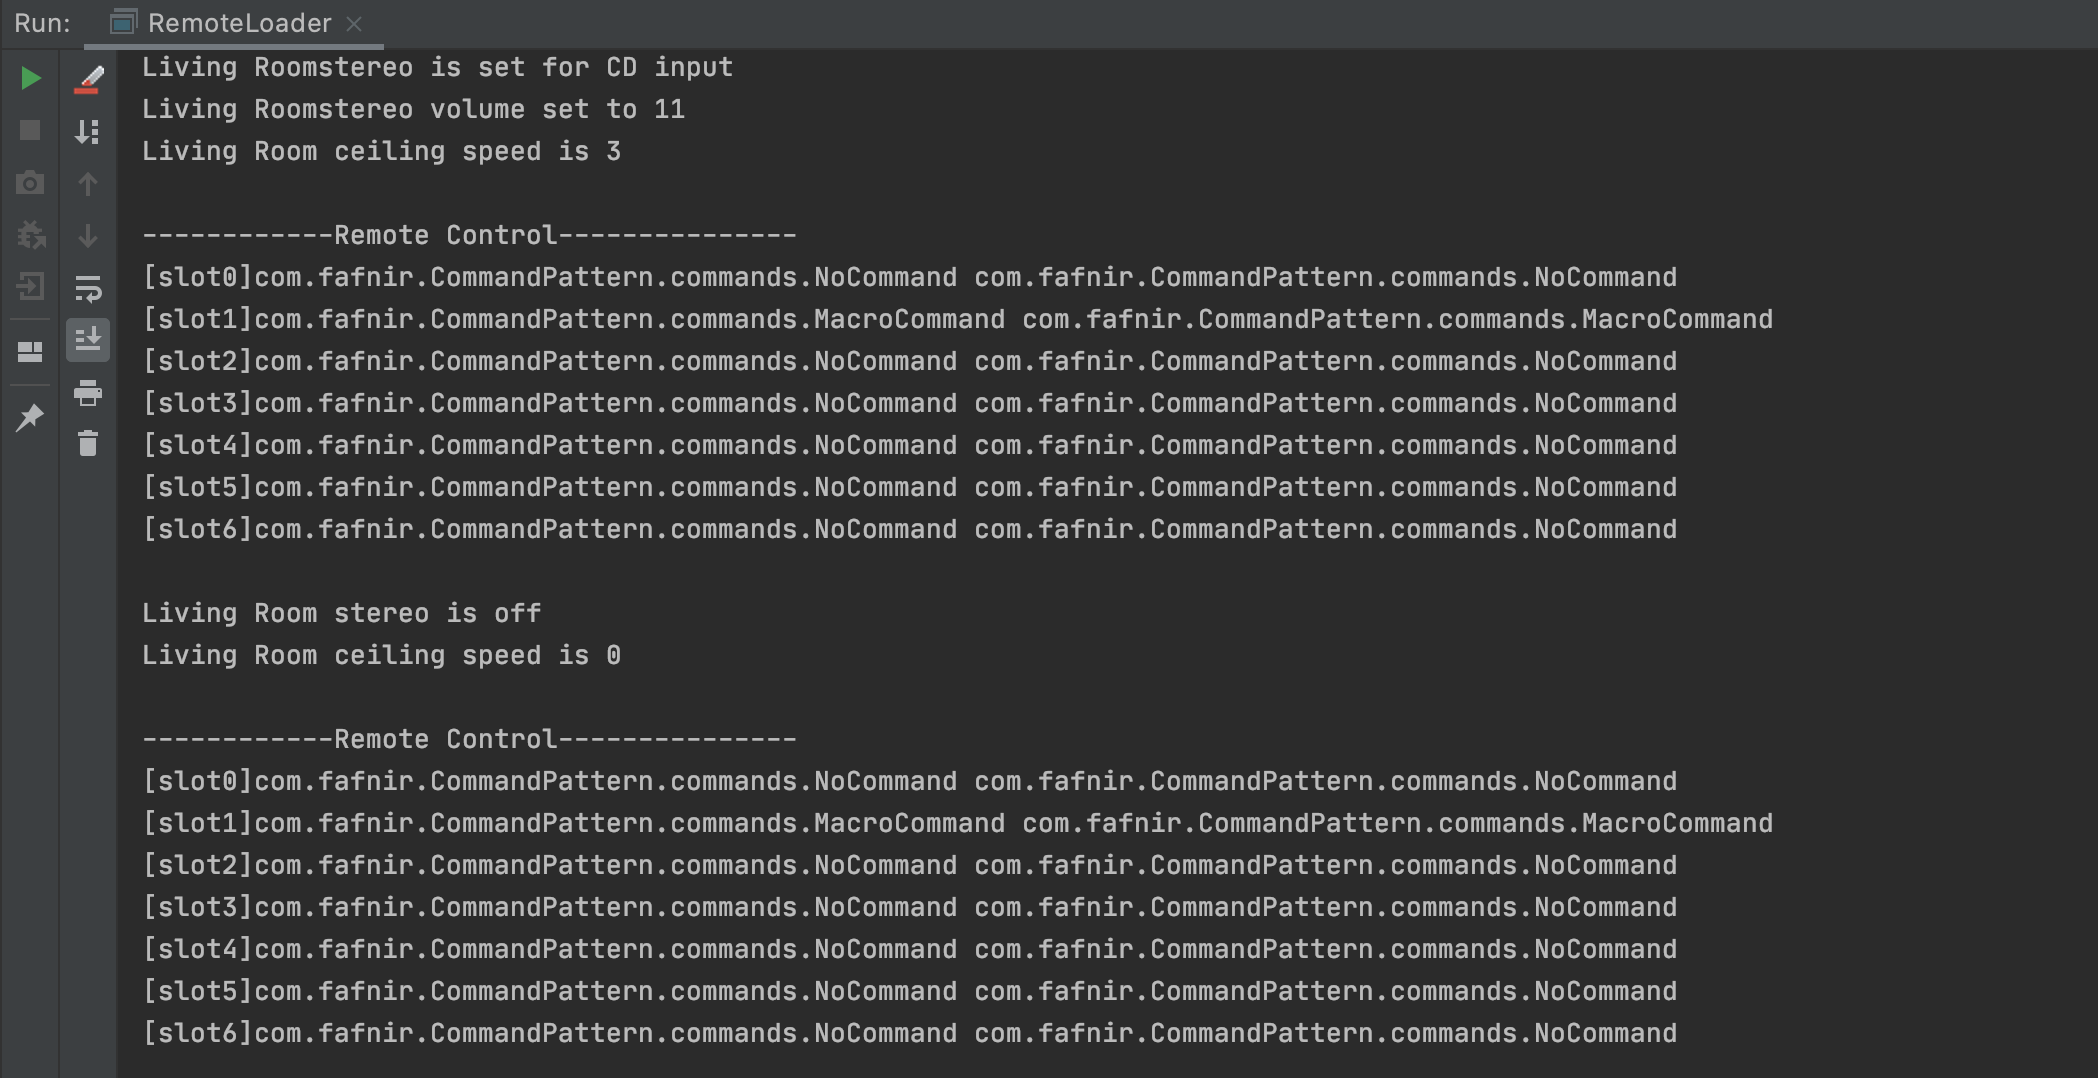 Run: RemoteLoader
Living Roomstereo is set for CD input
Living Roomstereo volume set to 11
Living Room ceiling speed is 3
------------Remote Control---------------
[slot0]com.fafnir.CommandPattern.commands.NoCommand com.fafnir.CommandPattern.commands.NoCommand
[slot1]com.fafnir.CommandPattern.commands.MacroCommand com.fafnir.CommandPattern.commands.MacroCommand
[slot2]com.fafnir.CommandPattern.commands.NoCommand com.fafnir.CommandPattern.commands.NoCommand
[slot3]com.fafnir.CommandPattern.commands.NoCommand com.fafnir.CommandPattern.commands.NoCommand
[slot4]com.fafnir.CommandPattern.commands.NoCommand com.fafnir.CommandPattern.commands.NoCommand
[slot5]com.fafnir.CommandPattern.commands.NoCommand com.fafnir.CommandPattern.commands.NoCommand
[slot6]com.fafnir.CommandPattern.commands.NoCommand com.fafnir.CommandPattern.commands.NoCommand
Living Room stereo is off
Living Room ceiling speed is 0
------------Remote Control---------------
[slot0]com.fafnir.CommandPattern.commands.NoCommand com.fafnir.CommandPattern.commands.NoCommand
[slot1]com.fafnir.CommandPattern.commands.MacroCommand com.fafnir.CommandPattern.commands.MacroCommand
[slot2]com.fafnir.CommandPattern.commands.NoCommand com.fafnir.CommandPattern.commands.NoCommand
[slot3]com.fafnir.CommandPattern.commands.NoCommand com.fafnir.CommandPattern.commands.NoCommand
[slot4]com.fafnir.CommandPattern.commands.NoCommand com.fafnir.CommandPattern.commands.NoCommand
[slot5]com.fafnir.CommandPattern.commands.NoCommand com.fafnir.CommandPattern.commands.NoCommand
[slot6]com.fafnir.CommandPattern.commands.NoCommand com.fafnir.CommandPattern.commands.NoCommand